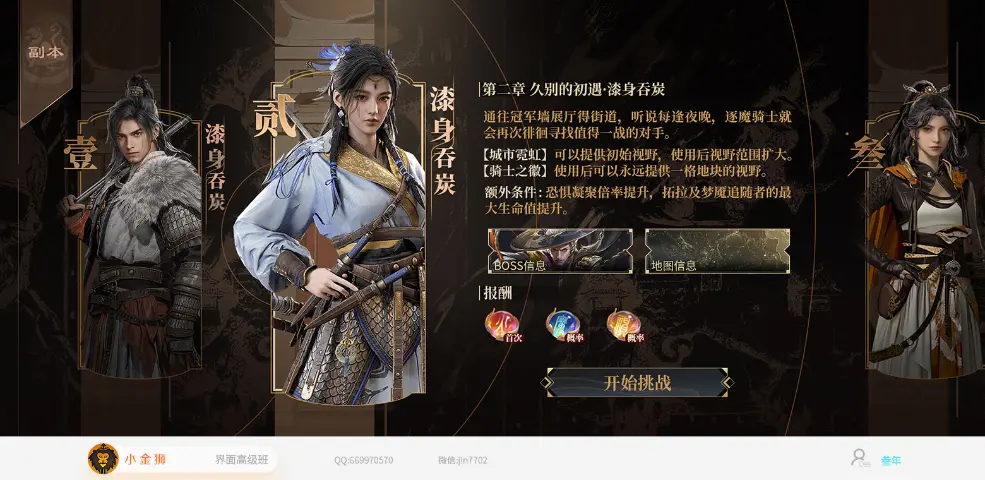 副本
壹
漆身吞炭
贰
漆身吞炭
第二章 久别的初遇·漆身吞炭
通往冠军墙展厅得街道，听说每逢夜晚，逐魔骑士就
会再次徘徊寻找值得一战的对手。
【城市霓虹】可以提供初始视野，使用后视野范围扩大。
【骑士之徽】使用后可以永远提供一格地块的视野。
额外条件：恐惧凝聚倍率提升，拓拉及梦魔追随者的最
大生命值提升。
BOSS信息
地图信息
报酬
首次
概率
概率
开始挑战
叁
小金狮
界面高级班
QQ:669970570
微信:jin7702
叁年